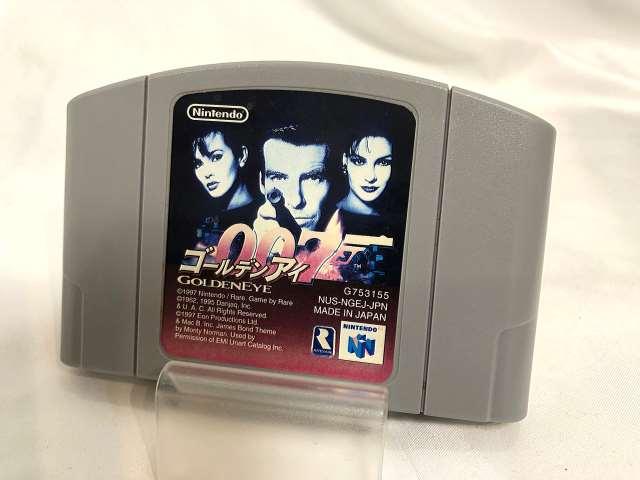 Nintendo
007
ゴールデンアイ
TM
GOLDENEYE
G753155
NUS-NGEJ-JPN
MADE IN JAPAN
©1997 Nintendo / Rare. Game by Rare
©1962, 1995 Danjaq, Inc.
& U. A. C. All Rights Reserved.
©1997 Eon Productions Ltd.
& Mac B. Inc. James Bond Theme
by Monty Norman. Used by
Permission of EMI Unart Catalog Inc.
NINTENDO
64